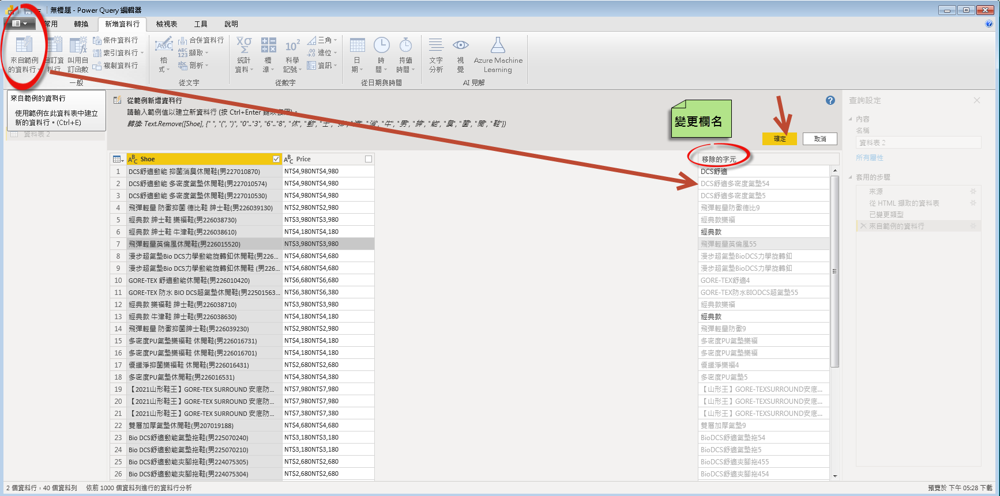 無標題 - Power Query 編輯器
常用 轉換 新增資料行 檢視表 工具 說明
來自範例
的資料行
自訂資
料行
叫用自
訂函數
條件資料行
索引資料行
複製資料行
一般
ABC
格
式
合併資料行
ABC
123 擷取
abc 剖析
從文字
XO
Σ
統計
資料
標
準
10²
科學
記號
三角
.00 進位
資訊
從數字
日
期
時
間
持續
時間
從日期與時間
文字
分析
視
覺
Azure Machine
Learning
AI 見解
來自範例的資料行
使用範例在此資料表中建立
新的資料行。(Ctrl+E)
資料表 2
從範例新增資料行
請輸入範例值以建立新資料行 (按 Ctrl+Enter
轉換: Text.Remove([Shoe], {" ", "(", ")", "0".."3", "6".."8", "休", "動", "士", "抑", "消", "牛", "男", "紳", "能", "臭", "菌", "閒", "鞋"})
變更欄名
確定 取消
ABC Shoe ABC Price 移除的字元
1 DCS舒適動能 抑菌消臭休閒鞋(男227010870) NT$4,980NT$4,980 DCS舒適
2 DCS舒適動能 多密度氣墊休閒鞋(男227010574) NT$4,980NT$4,980 DCS舒適多密度氣墊54
3 DCS舒適動能 多密度氣墊休閒鞋(男227010530) NT$4,980NT$4,980 DCS舒適多密度氣墊5
4 飛彈輕量 防黴抑菌 德比鞋 紳士鞋(男226039130) NT$2,980NT$2,980 飛彈輕量防黴德比9
5 經典款 紳士鞋 樂福鞋(男226038730) NT$3,980NT$3,980 經典款樂福
6 經典款 紳士鞋 牛津鞋(男226038610) NT$4,180NT$4,180 經典款
7 飛彈輕量英倫風休閒鞋(男226015520) NT$3,980NT$3,980 飛彈輕量英倫風55
8 漫步超氣墊Bio DCS力學動能旋轉釦休閒鞋(男226... NT$4,680NT$4,680 漫步超氣墊BioDCS力學旋轉釦
9 漫步超氣墊Bio DCS力學動能旋轉釦休閒鞋 (男226... NT$4,680NT$4,680 漫步超氣墊BioDCS力學旋轉釦
10 GORE-TEX 舒適動能休閒鞋(男226010420) NT$6,680NT$6,680 GORE-TEX舒適4
11 GORE-TEX 防水 BIO DCS超氣墊休閒鞋(男22501563... NT$6,380NT$6,380 GORE-TEX防水BIODCS超氣墊55
12 經典款 樂福鞋 紳士鞋(男226038710) NT$3,980NT$3,980 經典款樂福
13 經典款 牛津鞋 紳士鞋(男226038630) NT$4,180NT$4,180 經典款
14 飛彈輕量 防黴抑菌紳士鞋(男226039230) NT$2,980NT$2,980 飛彈輕量防黴9
15 多密度PU氣墊樂福鞋 休閒鞋(男226016731) NT$4,180NT$4,180 多密度PU氣墊樂福
16 多密度PU氣墊樂福鞋 休閒鞋(男226016701) NT$4,180NT$4,180 多密度PU氣墊樂福
17 優纖淨抑菌樂福鞋 休閒鞋(男226016431) NT$2,680NT$2,680 優纖淨樂福4
18 多密度PU氣墊休閒鞋(男226016531) NT$4,380NT$4,380 多密度PU氣墊5
19 【2021山形鞋王】GORE-TEX SURROUND 安底防... NT$7,980NT$7,980 【山形王】GORE-TEXSURROUND安底...
20 【2021山形鞋王】GORE-TEX SURROUND 安底防... NT$7,980NT$7,980 【山形王】GORE-TEXSURROUND安底...
21 【2021山形鞋王】GORE-TEX SURROUND 安底防... NT$7,380NT$7,380 【山形王】GORE-TEXSURROUND安底...
22 雙層加厚氣墊休閒鞋(男207019188) NT$4,680NT$4,680 雙層加厚氣墊9
23 Bio DCS舒適動能氣墊拖鞋(男225070240) NT$3,180NT$3,180 BioDCS舒適氣墊拖54
24 Bio DCS舒適動能氣墊拖鞋(男225070210) NT$3,180NT$3,180 BioDCS舒適氣墊拖5
25 Bio DCS舒適動能夾腳拖鞋(男224075305) NT$2,680NT$2,680 BioDCS舒適夾腳拖455
26 Bio DCS舒適動能夾腳拖鞋(男224075304) NT$2,680NT$2,680 BioDCS舒適夾腳拖454
查詢設定
內容
名稱
資料表 2
所有屬性
套用的步驟
來源
從 HTML 擷取的資料表
已變更類型
來自範例的資料行
2 個資料行，40 個資料列 依前 1000 個資料列進行的資料行分析
預覽於 下午 05:28 下載